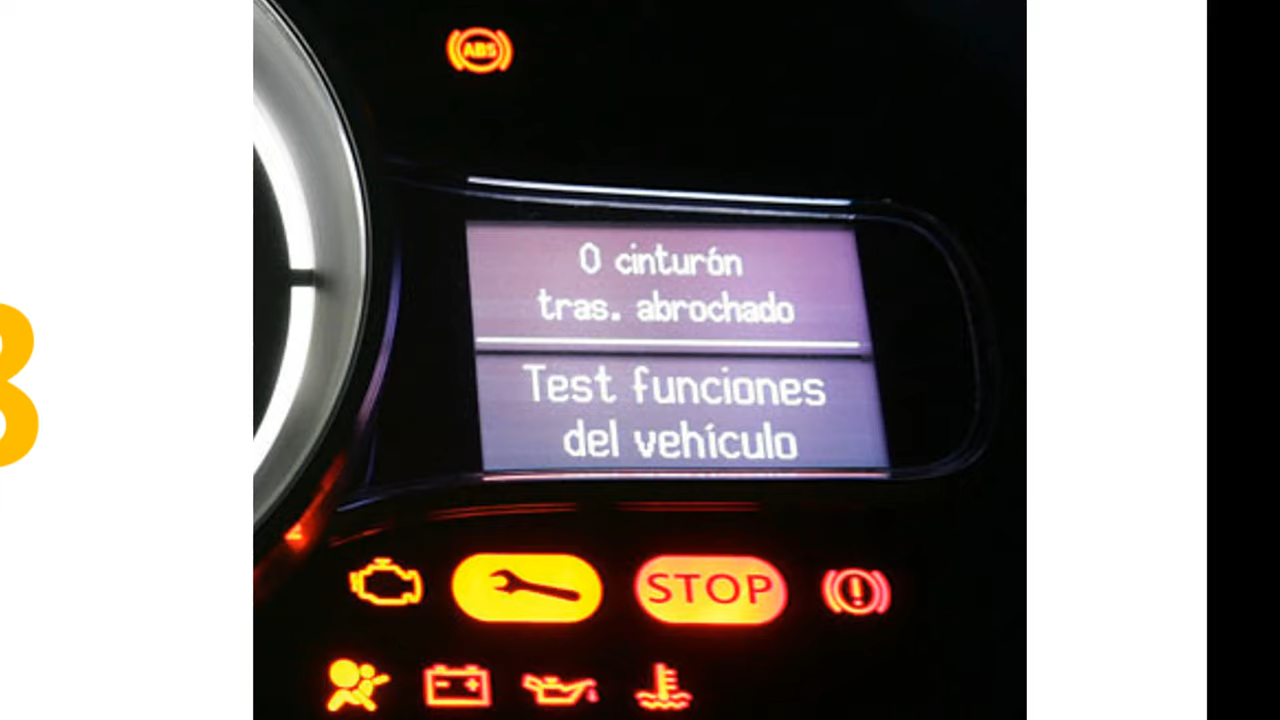 ABS
0 cinturón
tras. abrochado
Test funciones
del vehículo
STOP